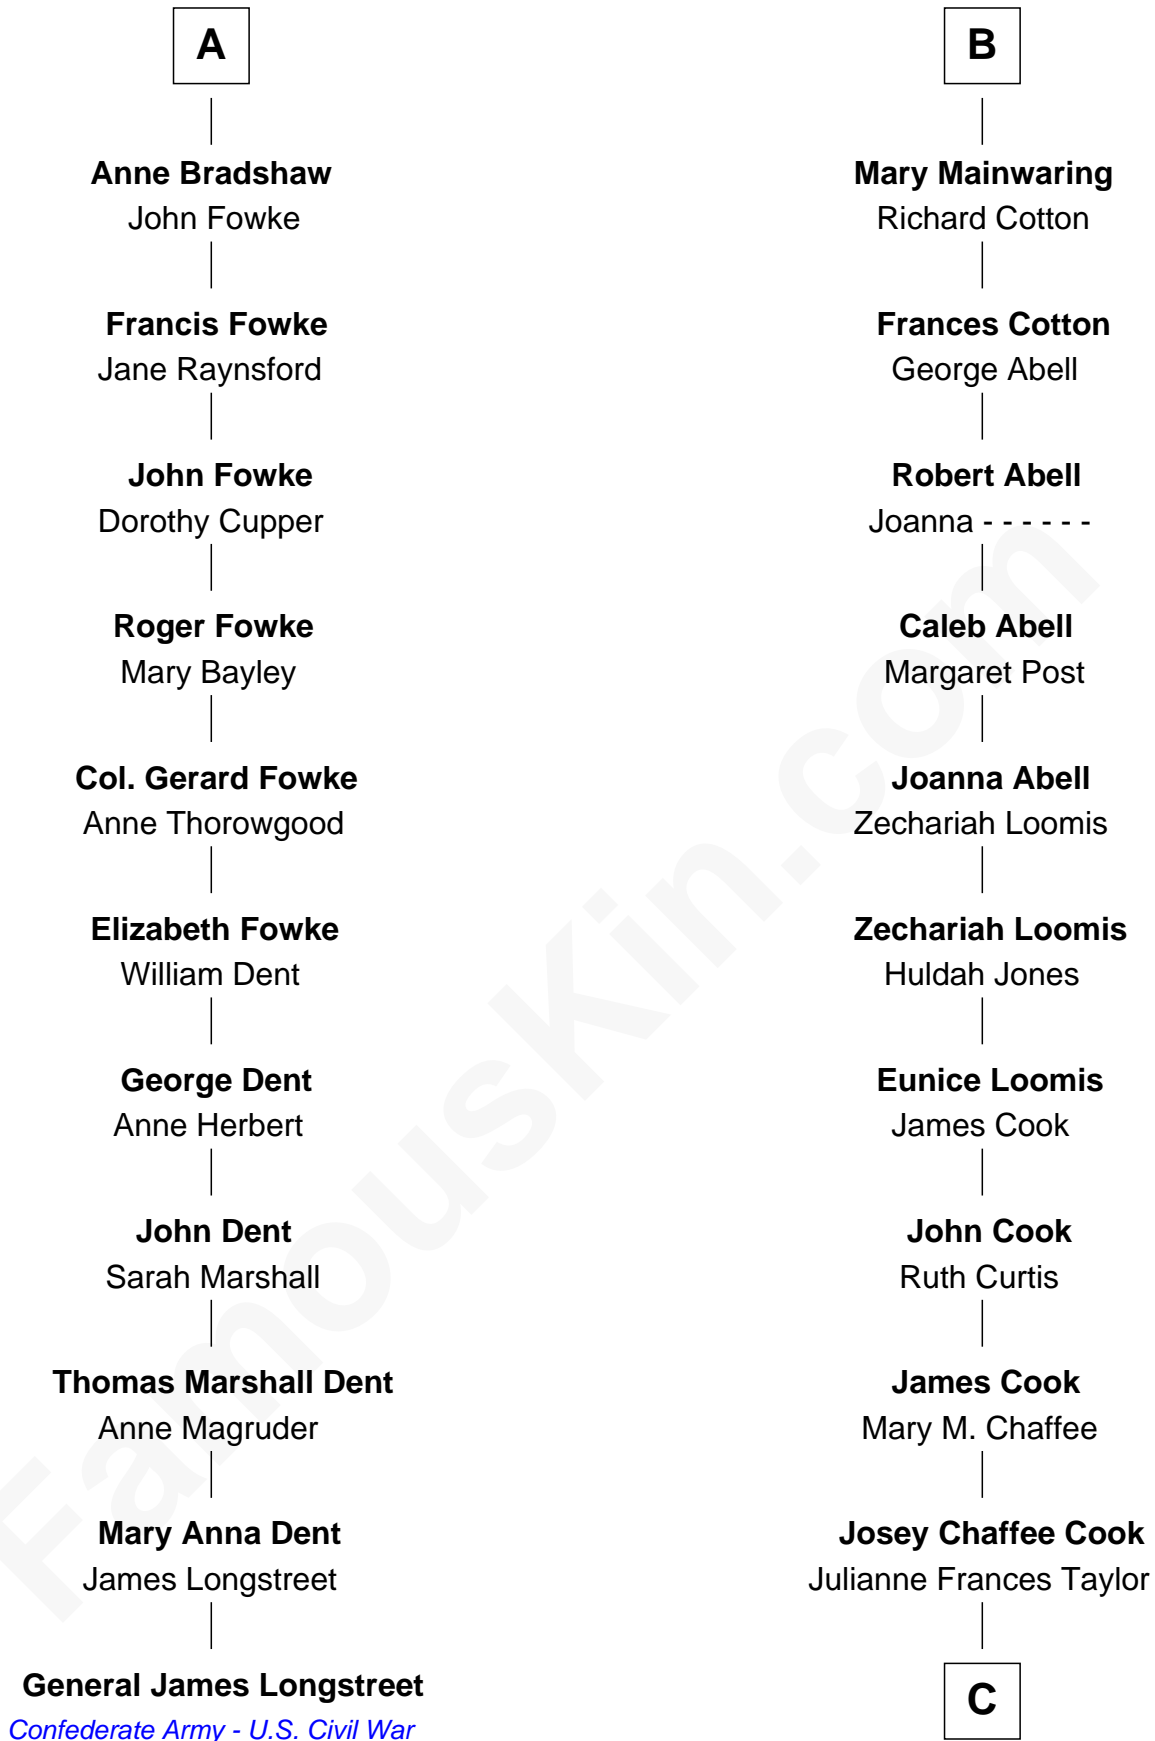 A
Anne Bradshaw
John Fowke
Francis Fowke
Jane Raynsford
John Fowke
Dorothy Cupper
Roger Fowke
Mary Bayley
Col. Gerard Fowke
Anne Thorowgood
Elizabeth Fowke
William Dent
George Dent
Anne Herbert
John Dent
Sarah Marshall
Thomas Marshall Dent
Anne Magruder
Mary Anna Dent
James Longstreet
General James Longstreet
Confederate Army - U.S. Civil War
B
Mary Mainwaring
Richard Cotton
Frances Cotton
George Abell
Robert Abell
Joanna - - - - - -
Caleb Abell
Margaret Post
Joanna Abell
Zechariah Loomis
Zechariah Loomis
Huldah Jones
Eunice Loomis
James Cook
John Cook
Ruth Curtis
James Cook
Mary M. Chaffee
Josey Chaffee Cook
Julianne Frances Taylor
C
FamousKin.com